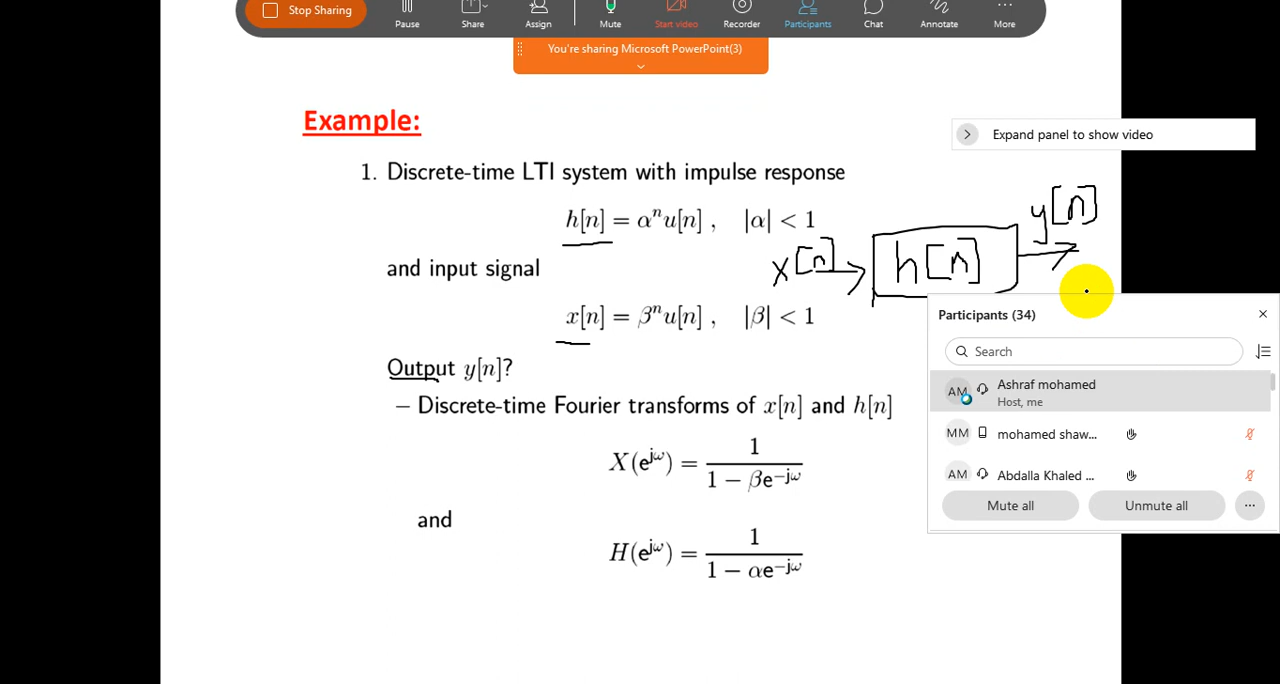 Stop Sharing
Pause
Share
Assign
Mute
Start video
Recorder
Participants
Chat
Annotate
More
You're sharing Microsoft PowerPoint(3)
Example:
Expand panel to show video
1. Discrete-time LTI system with impulse response
h[n] = αⁿu[n] , |α| < 1
y[n]
x[n]
h[n]
and input signal
x[n] = βⁿu[n] , |β| < 1
Output y[n]?
– Discrete-time Fourier transforms of x[n] and h[n]
X(e^jω) = 1 / (1 − βe^−jω)
and
H(e^jω) = 1 / (1 − αe^−jω)
Participants (34)
Search
AM Ashraf mohamed
Host, me
MM mohamed shaw...
AM Abdalla Khaled ...
Mute all
Unmute all